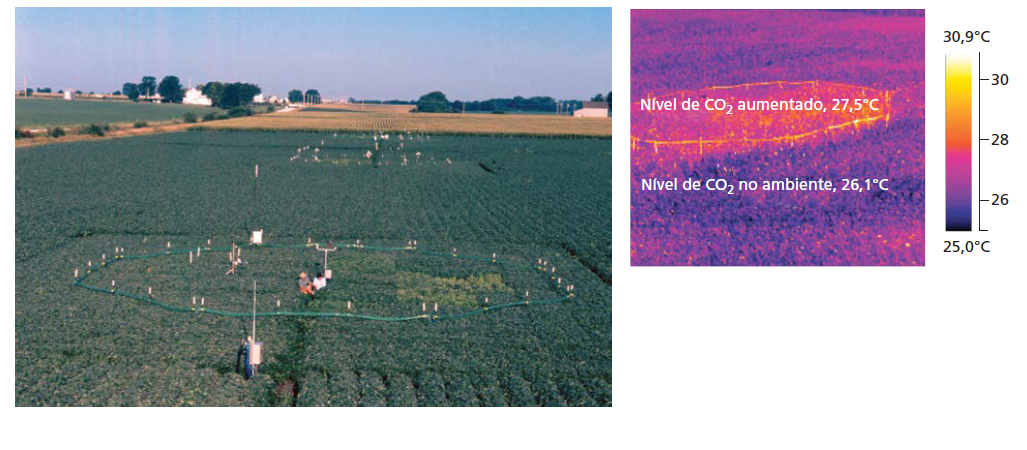 30,9°C
30
Nível de CO₂ aumentado, 27,5°C
28
Nível de CO₂ no ambiente, 26,1°C
26
25,0°C